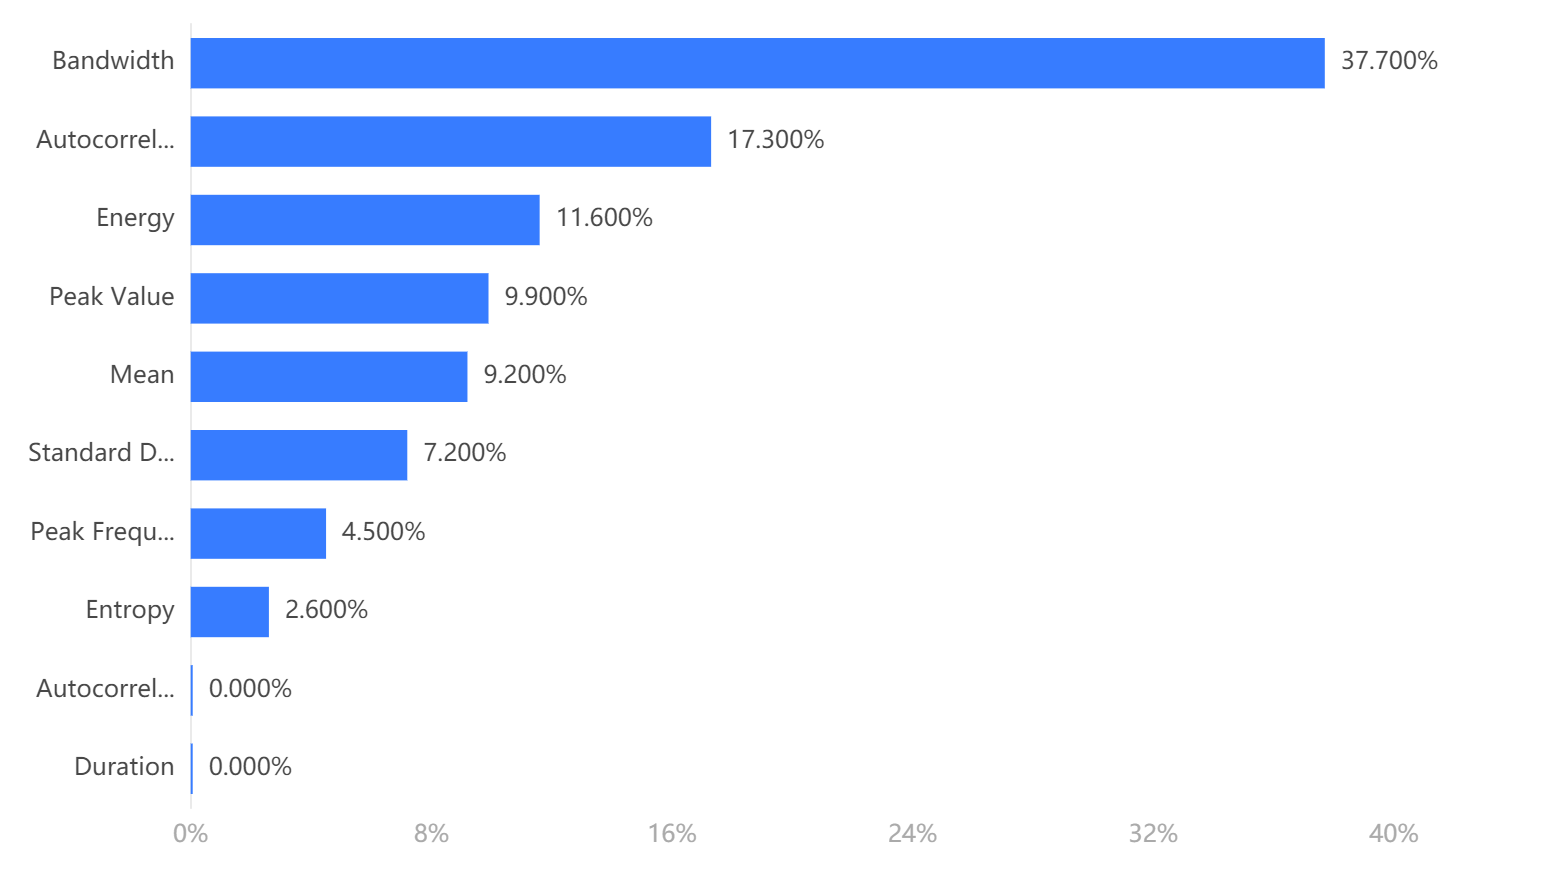 Bandwidth 37.700%
Autocorrel... 17.300%
Energy 11.600%
Peak Value 9.900%
Mean 9.200%
Standard D... 7.200%
Peak Frequ... 4.500%
Entropy 2.600%
Autocorrel... 0.000%
Duration 0.000%
0% 8% 16% 24% 32% 40%